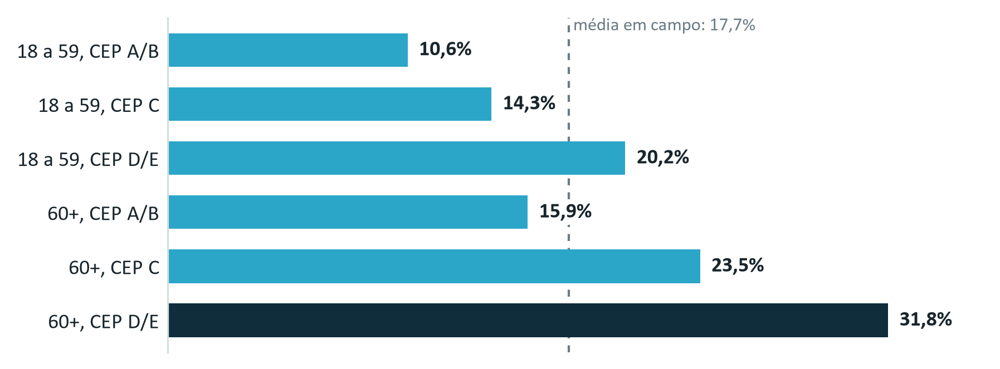 média em campo: 17,7%
18 a 59, CEP A/B 10,6%
18 a 59, CEP C 14,3%
18 a 59, CEP D/E 20,2%
60+, CEP A/B 15,9%
60+, CEP C 23,5%
60+, CEP D/E 31,8%